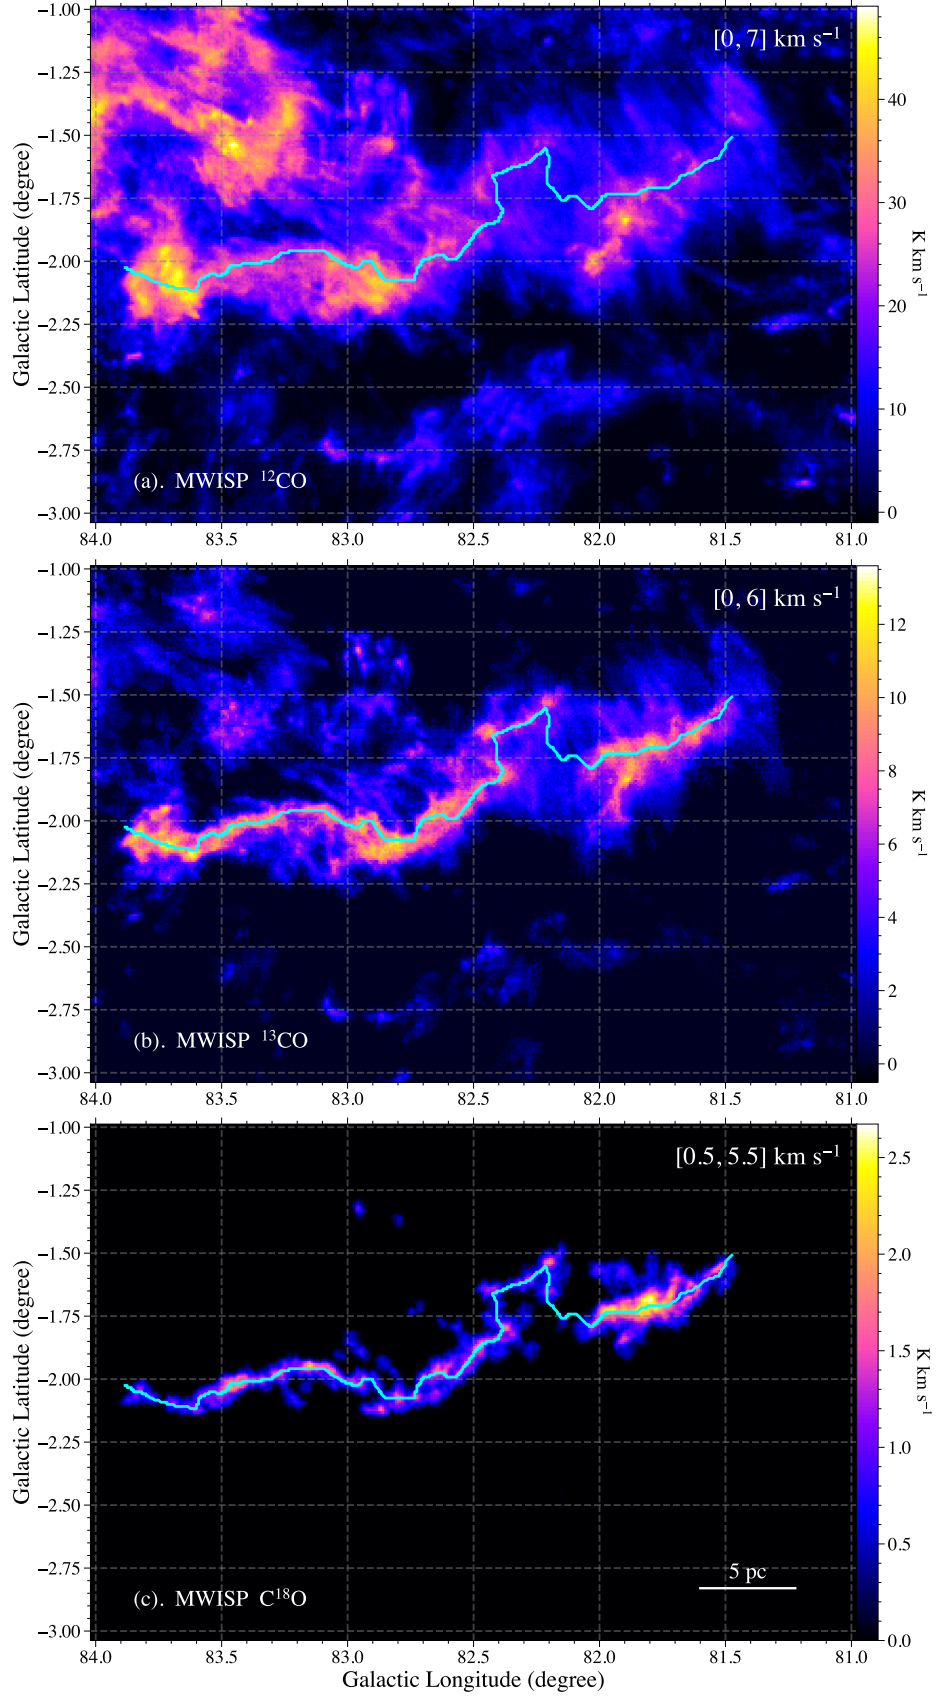 −1.00
−1.25
−1.50
−1.75
−2.00
−2.25
−2.50
−2.75
−3.00
Galactic Latitude (degree)
[0, 7] km s⁻¹
(a). MWISP ¹²CO
84.0 83.5 83.0 82.5 82.0 81.5 81.0
40
30
20
10
0
K km s⁻¹
−1.00
−1.25
−1.50
−1.75
−2.00
−2.25
−2.50
−2.75
−3.00
Galactic Latitude (degree)
[0, 6] km s⁻¹
(b). MWISP ¹³CO
84.0 83.5 83.0 82.5 82.0 81.5 81.0
12
10
8
6
4
2
0
K km s⁻¹
−1.00
−1.25
−1.50
−1.75
−2.00
−2.25
−2.50
−2.75
−3.00
Galactic Latitude (degree)
[0.5, 5.5] km s⁻¹
5 pc
(c). MWISP C¹⁸O
84.0 83.5 83.0 82.5 82.0 81.5 81.0
Galactic Longitude (degree)
2.5
2.0
1.5
1.0
0.5
0.0
K km s⁻¹